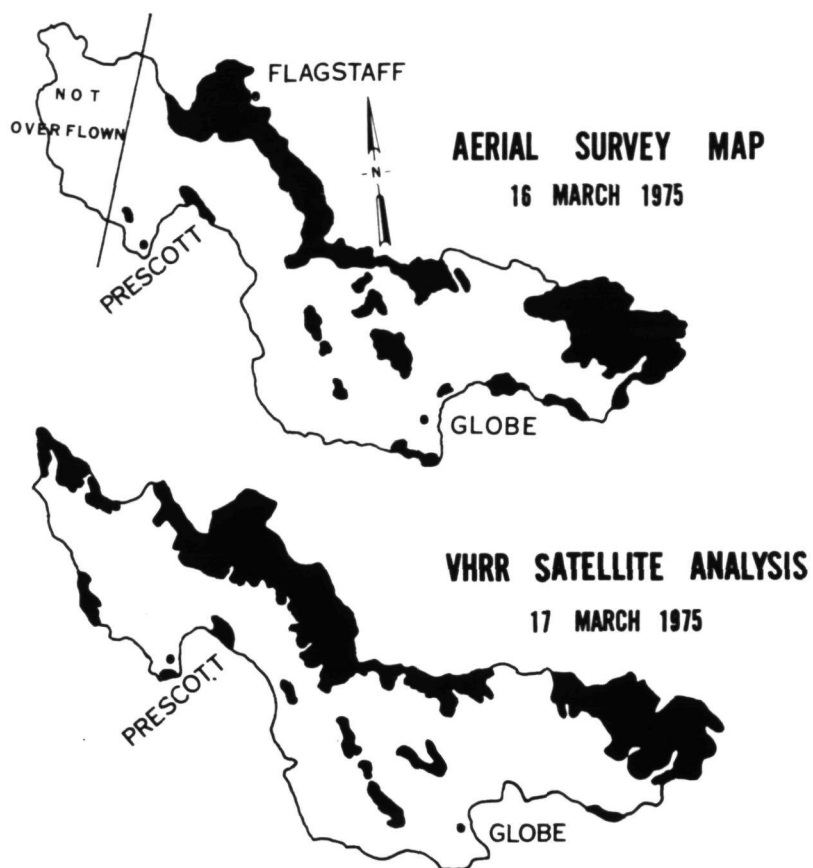 FLAGSTAFF
NOT
OVERFLOWN
AERIAL SURVEY MAP
N
16 MARCH 1975
PRESCOTT
GLOBE
VHRR SATELLITE ANALYSIS
17 MARCH 1975
PRESCOTT
GLOBE